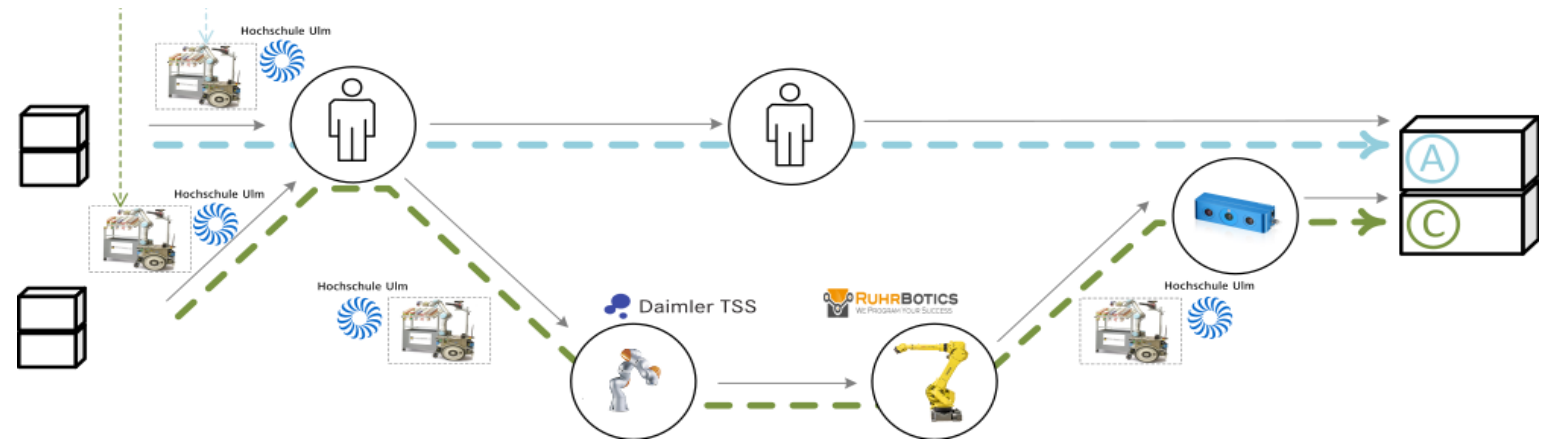 Hochschule Ulm
A
Hochschule Ulm
C
Hochschule Ulm
Daimler TSS
RUHRBOTICS
WE PROGRAM YOUR SUCCESS
Hochschule Ulm